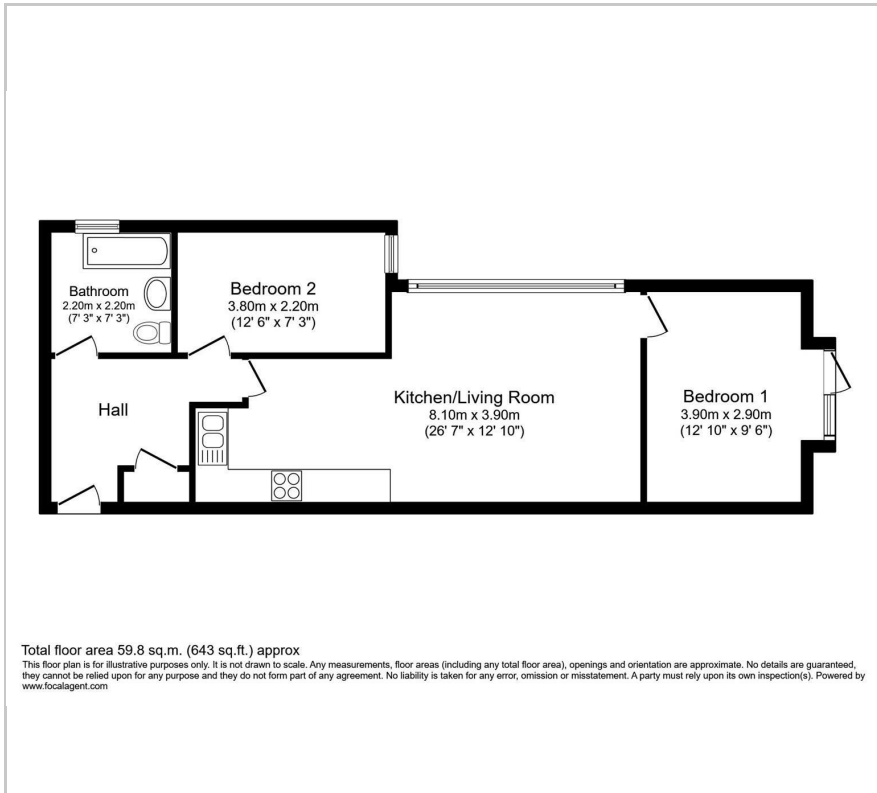 Bathroom
2.20m x 2.20m
(7' 3" x 7' 3")
Bedroom 2
3.80m x 2.20m
(12' 6" x 7' 3")
Hall
Kitchen/Living Room
8.10m x 3.90m
(26' 7" x 12' 10")
Bedroom 1
3.90m x 2.90m
(12' 10" x 9' 6")
Total floor area 59.8 sq.m. (643 sq.ft.) approx
This floor plan is for illustrative purposes only. It is not drawn to scale. Any measurements, floor areas (including any total floor area), openings and orientation are approximate. No details are guaranteed,
they cannot be relied upon for any purpose and they do not form part of any agreement. No liability is taken for any error, omission or misstatement. A party must rely upon its own inspection(s). Powered by
www.focalagent.com